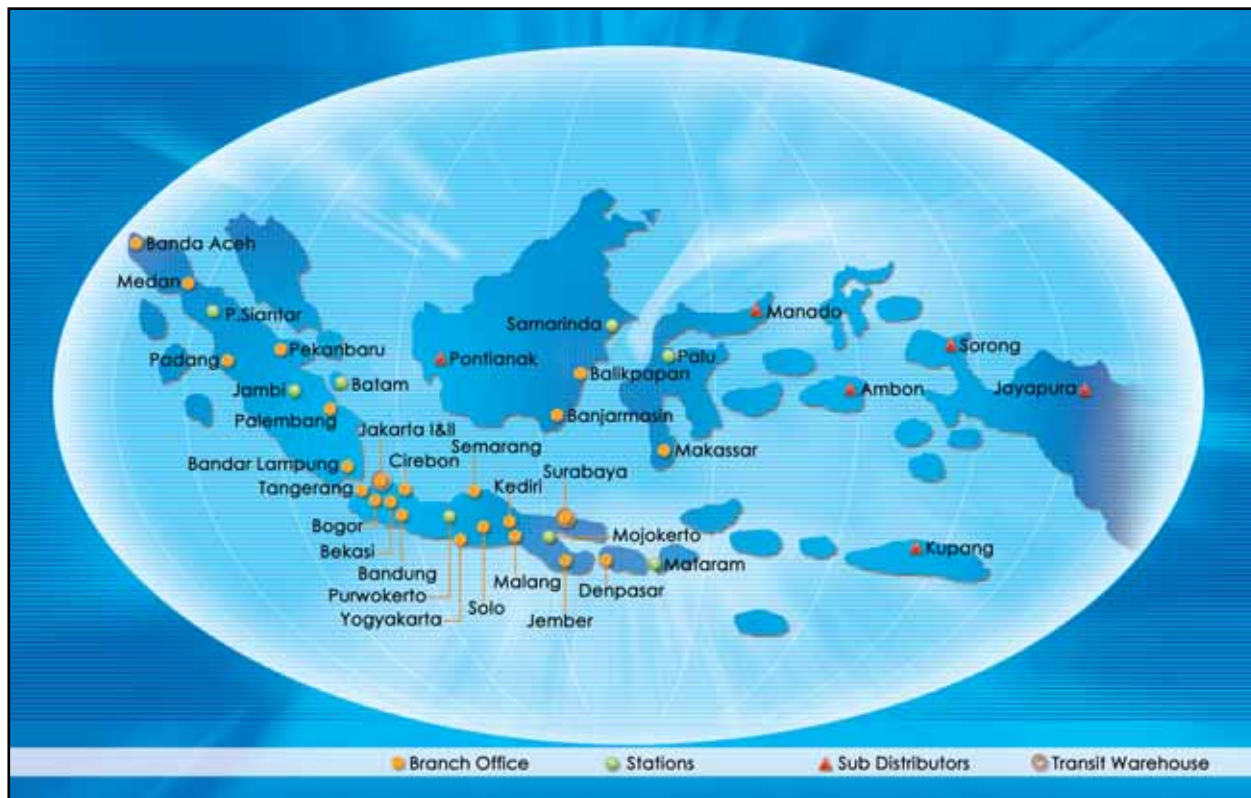 Banda Aceh
Medan
P.Siantar
Samarinda
Manado
Sorong
Padang
Pekanbaru
Pontianak
Palu
Balikpapan
Jambi
Batam
Ambon
Jayapura
Palembang
Banjarmasin
Jakarta I&II
Semarang
Makassar
Bandar Lampung
Cirebon
Surabaya
Tangerang
Kediri
Bogor
Mojokerto
Bekasi
Kupang
Bandung
Malang
Mataram
Purwokerto
Denpasar
Yogyakarta
Solo
Jember
Branch Office
Stations
Sub Distributors
Transit Warehouse